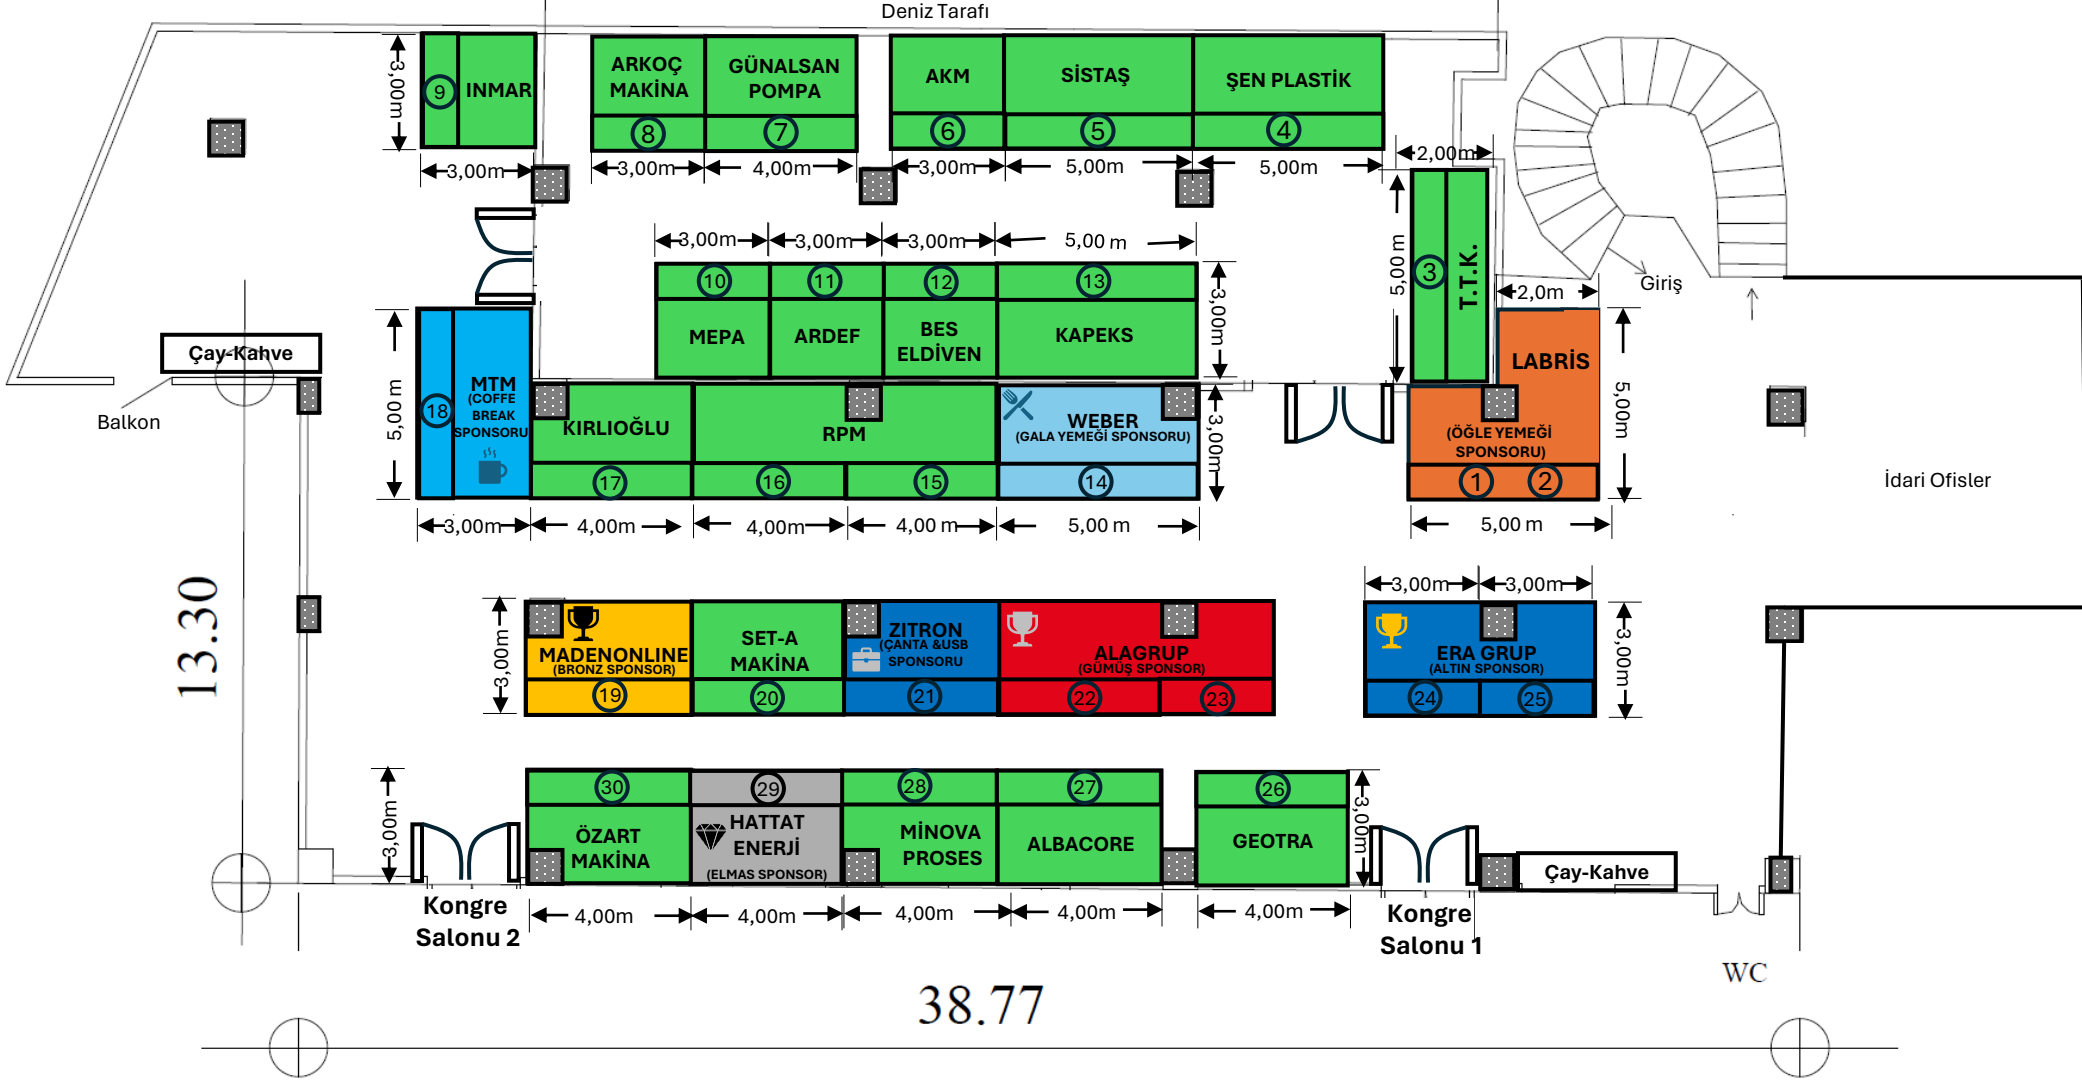 Deniz Tarafı
9
INMAR
ARKOÇ
MAKİNA
GÜNALSAN
POMPA
AKM
SİSTAŞ
ŞEN PLASTİK
8
7
6
5
4
3,00m
3,00m
3,00m
4,00m
3,00m
5,00m
5,00m
2,00m
3,00m
3,00m
3,00m
5,00 m
10
11
12
13
MEPA
ARDEF
BES
ELDİVEN
KAPEKS
3,00m
5,00 m
3
T.T.K.
Giriş
2,0m
LABRİS
(ÖĞLE YEMEĞİ
SPONSORU)
1
2
5,00m
5,00 m
Çay-Kahve
Balkon
5,00 m
18
MTM
(COFFE
BREAK
SPONSORU
KIRLIOĞLU
RPM
WEBER
(GALA YEMEĞİ SPONSORU)
17
16
15
14
3,00m
3,00m
4,00m
4,00m
4,00 m
5,00 m
İdari Ofisler
13.30
3,00m
MADENONLINE
(BRONZ SPONSOR)
19
SET-A
MAKİNA
20
ZITRON
(ÇANTA &USB
SPONSORU
21
ALAGRUP
(GÜMÜŞ SPONSOR)
22
23
3,00m
3,00m
ERA GRUP
(ALTIN SPONSOR)
24
25
3,00m
3,00m
30
29
28
27
26
ÖZART
MAKİNA
HATTAT
ENERJİ
(ELMAS SPONSOR)
MİNOVA
PROSES
ALBACORE
GEOTRA
3,00m
Çay-Kahve
Kongre
Salonu 2
4,00m
4,00m
4,00m
4,00m
4,00m
Kongre
Salonu 1
WC
38.77